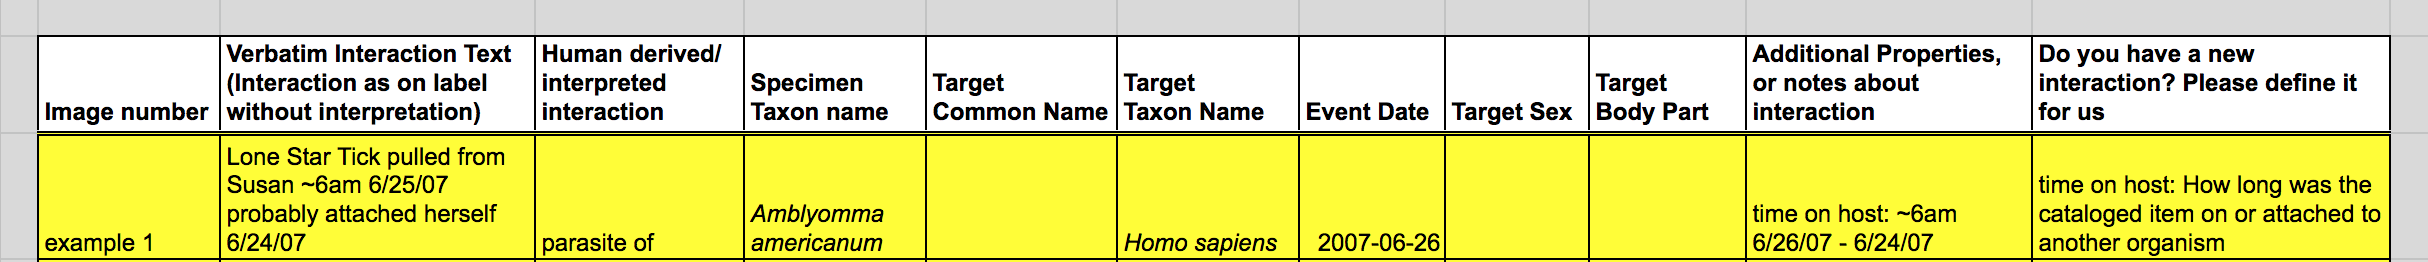 Image number
Verbatim Interaction Text
(Interaction as on label
without interpretation)
Human derived/
interpreted
interaction
Specimen
Taxon name
Target
Common Name
Target
Taxon Name
Event Date
Target Sex
Target
Body Part
Additional Properties,
or notes about
interaction
Do you have a new
interaction? Please define it
for us
example 1
Lone Star Tick pulled from
Susan ~6am 6/25/07
probably attached herself
6/24/07
parasite of
Amblyomma
americanum
Homo sapiens
2007-06-26
time on host: ~6am
6/26/07 - 6/24/07
time on host: How long was the
cataloged item on or attached to
another organism